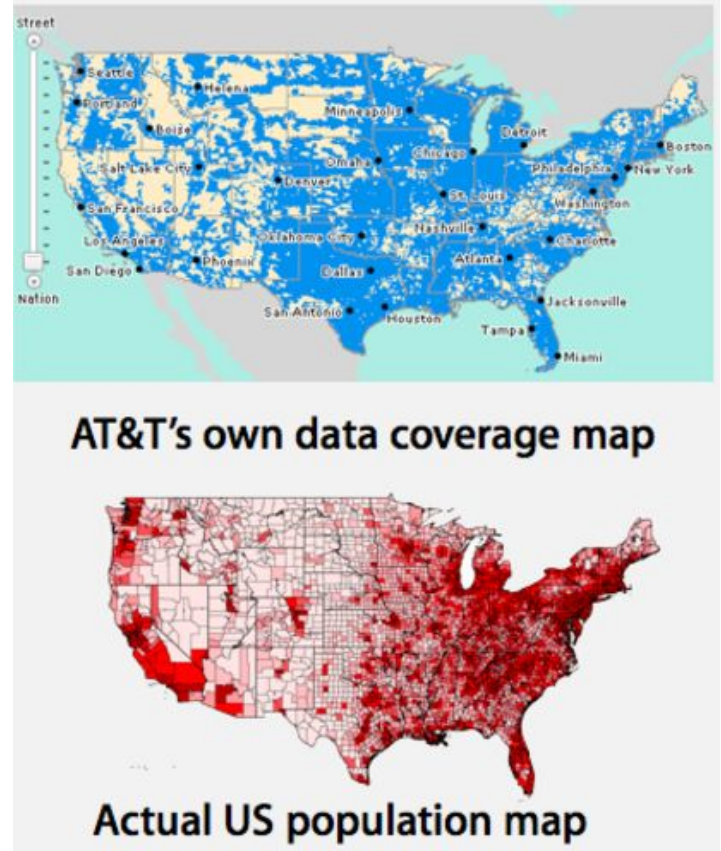 Street
Seattle
Helena
Portland
Minneapolis
Boise
Detroit
Boston
Chicago
Omaha
Salt Lake City
Philadelphia
New York
Denver
St. Louis
Washington
San Francisco
Nashville
Oklahoma City
Charlotte
Los Angeles
Atlanta
Phoenix
Dallas
San Diego
Nation
Jacksonville
San Antonio
Houston
Tampa
Miami
AT&T's own data coverage map
Actual US population map